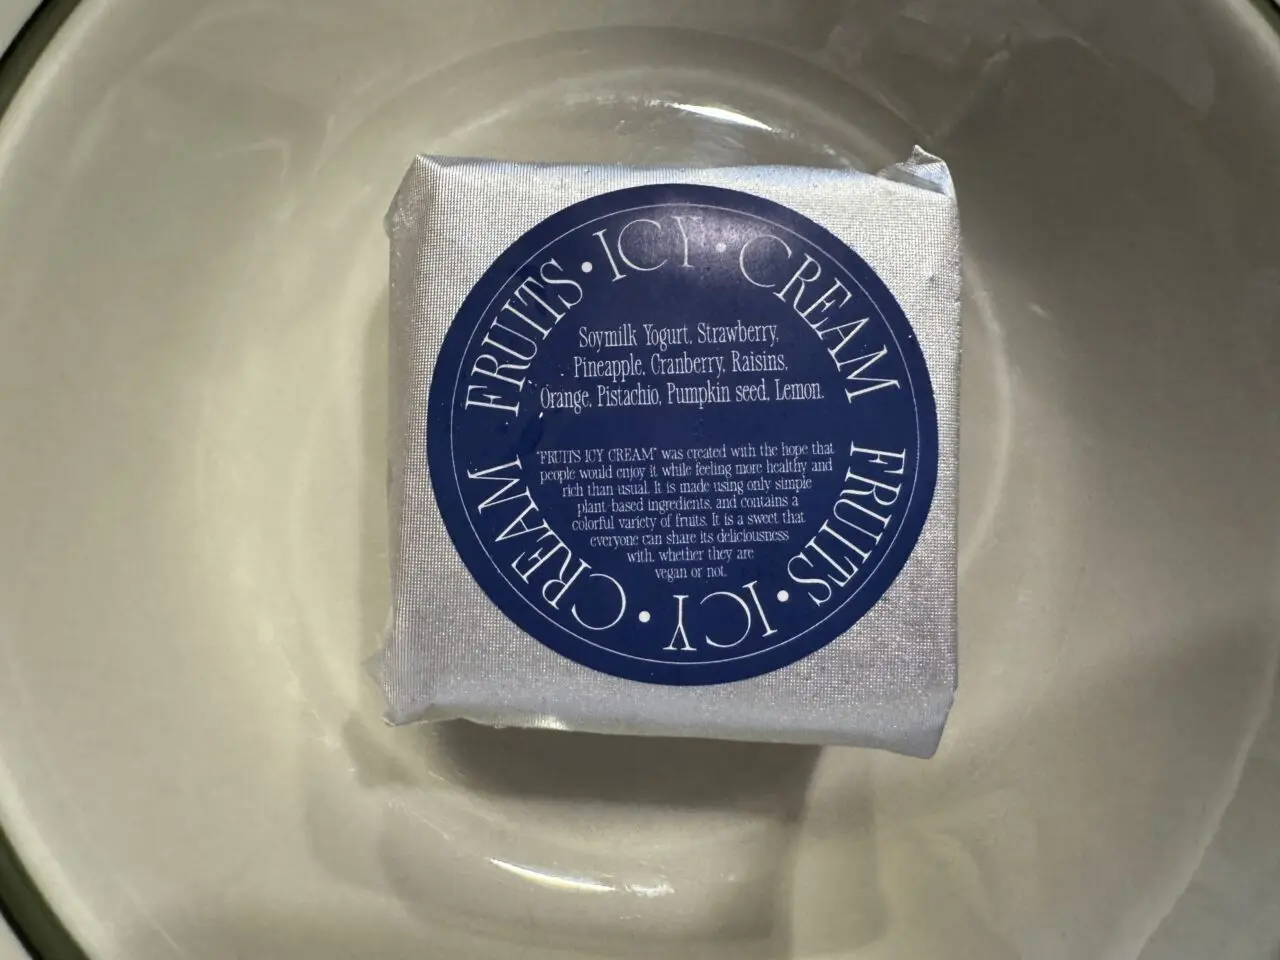 FRUITS • ICY • CREAM
Soymilk Yogurt, Strawberry,
Pineapple, Cranberry, Raisins,
Orange, Pistachio, Pumpkin seed, Lemon.
"FRUITS ICY CREAM" was created with the hope that
people would enjoy it while feeling more healthy and
rich than usual. It is made using only simple
plant-based ingredients, and contains a
colorful variety of fruits. It is a sweet that
everyone can share its deliciousness
with, whether they are
vegan or not.
FRUITS • ICY • CREAM